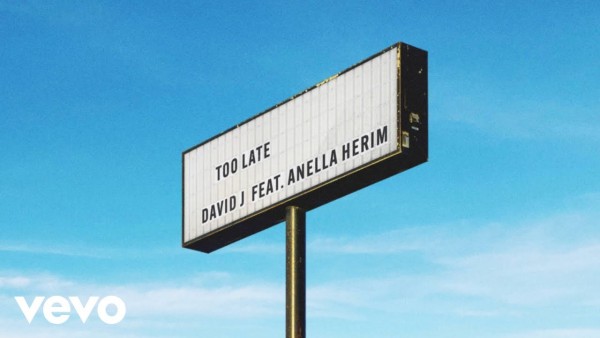 TOO LATE
DAVID J FEAT. ANELLA HERIM
vevo